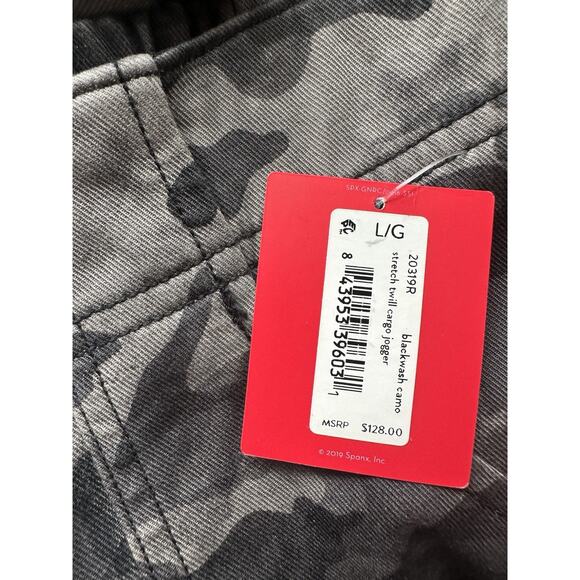 L/G
20319R blackwash camo
stretch twill cargo jogger
8 43953 39603 1
MSRP $128.00
© 2019 Spanx, Inc.